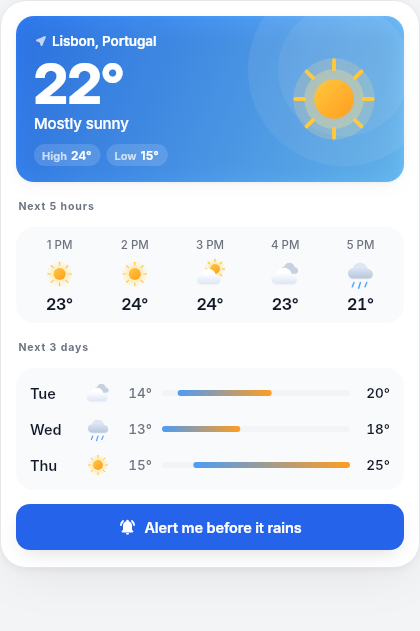 Lisbon, Portugal
22°
Mostly sunny
High 24° Low 15°
Next 5 hours
1 PM 2 PM 3 PM 4 PM 5 PM
23° 24° 24° 23° 21°
Next 3 days
Tue 14° 20°
Wed 13° 18°
Thu 15° 25°
Alert me before it rains